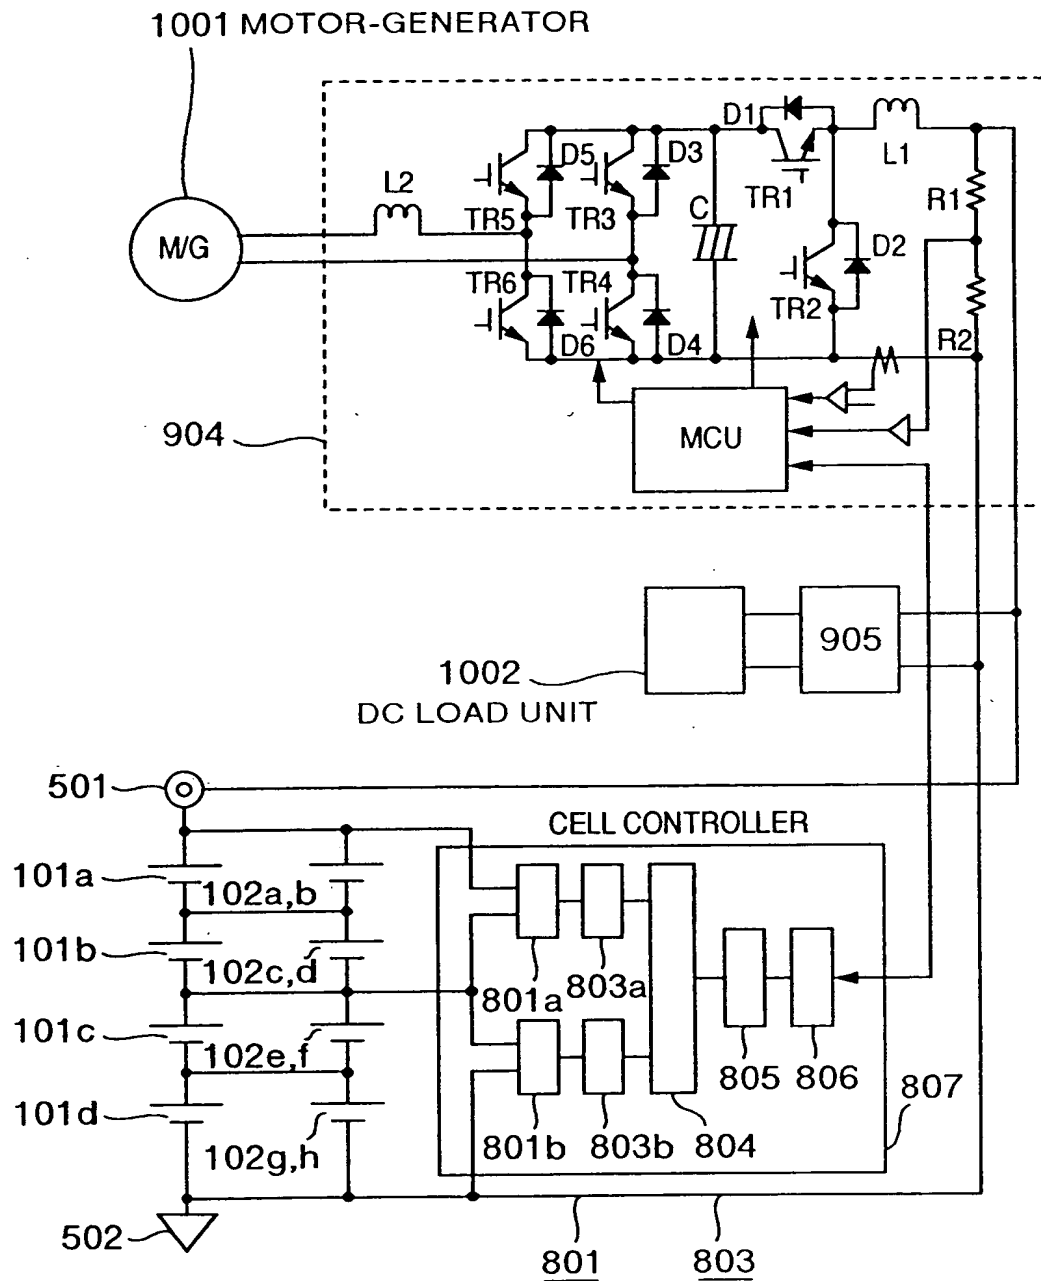 1001 MOTOR-GENERATOR
D1
L1
D5
D3
L2
TR1
R1
TR5
TR3
C
M/G
D2
TR6
TR4
TR2
D6
D4
R2
904
MCU
905
1002
DC LOAD UNIT
501
CELL CONTROLLER
101a
102a,b
101b
102c,d
801a
803a
101c
102e,f
805
806
807
101d
102g,h
801b
803b
804
502
801
803